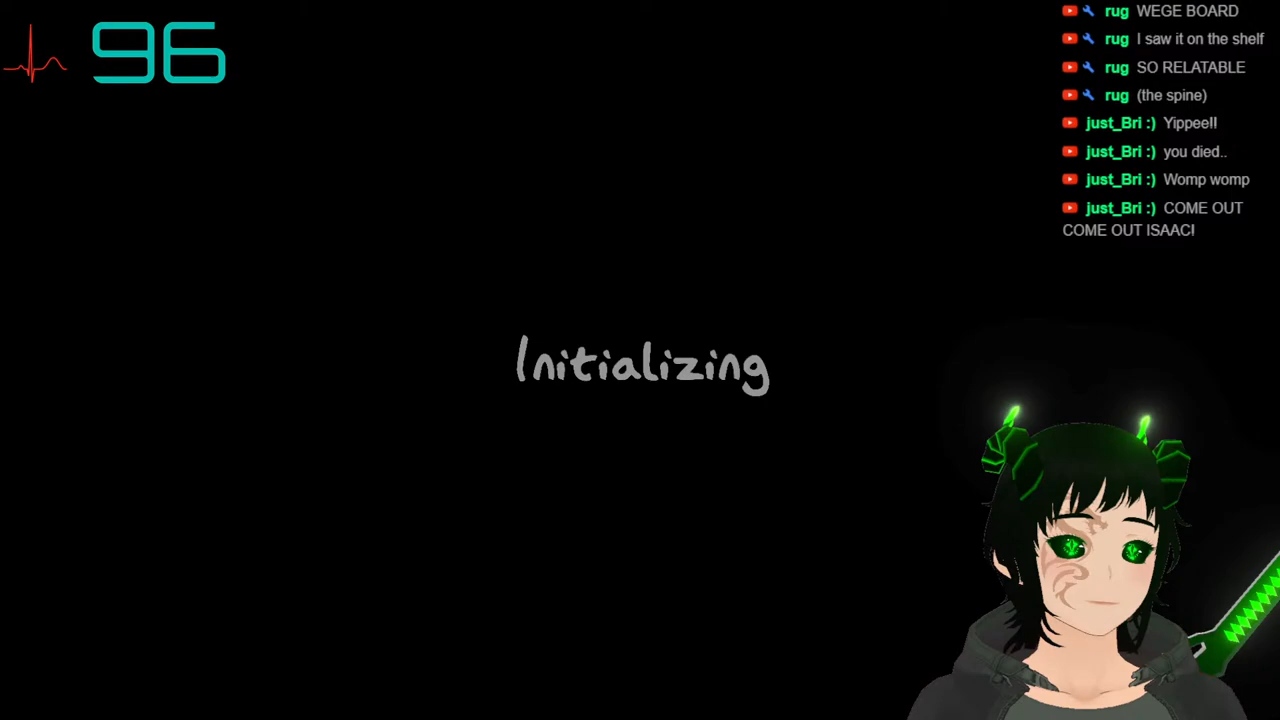 96
rug WEGE BOARD
rug I saw it on the shelf
rug SO RELATABLE
rug (the spine)
just_Bri :) Yippee!!
just_Bri :) you died..
just_Bri :) Womp womp
just_Bri :) COME OUT
COME OUT ISAAC!
Initializing